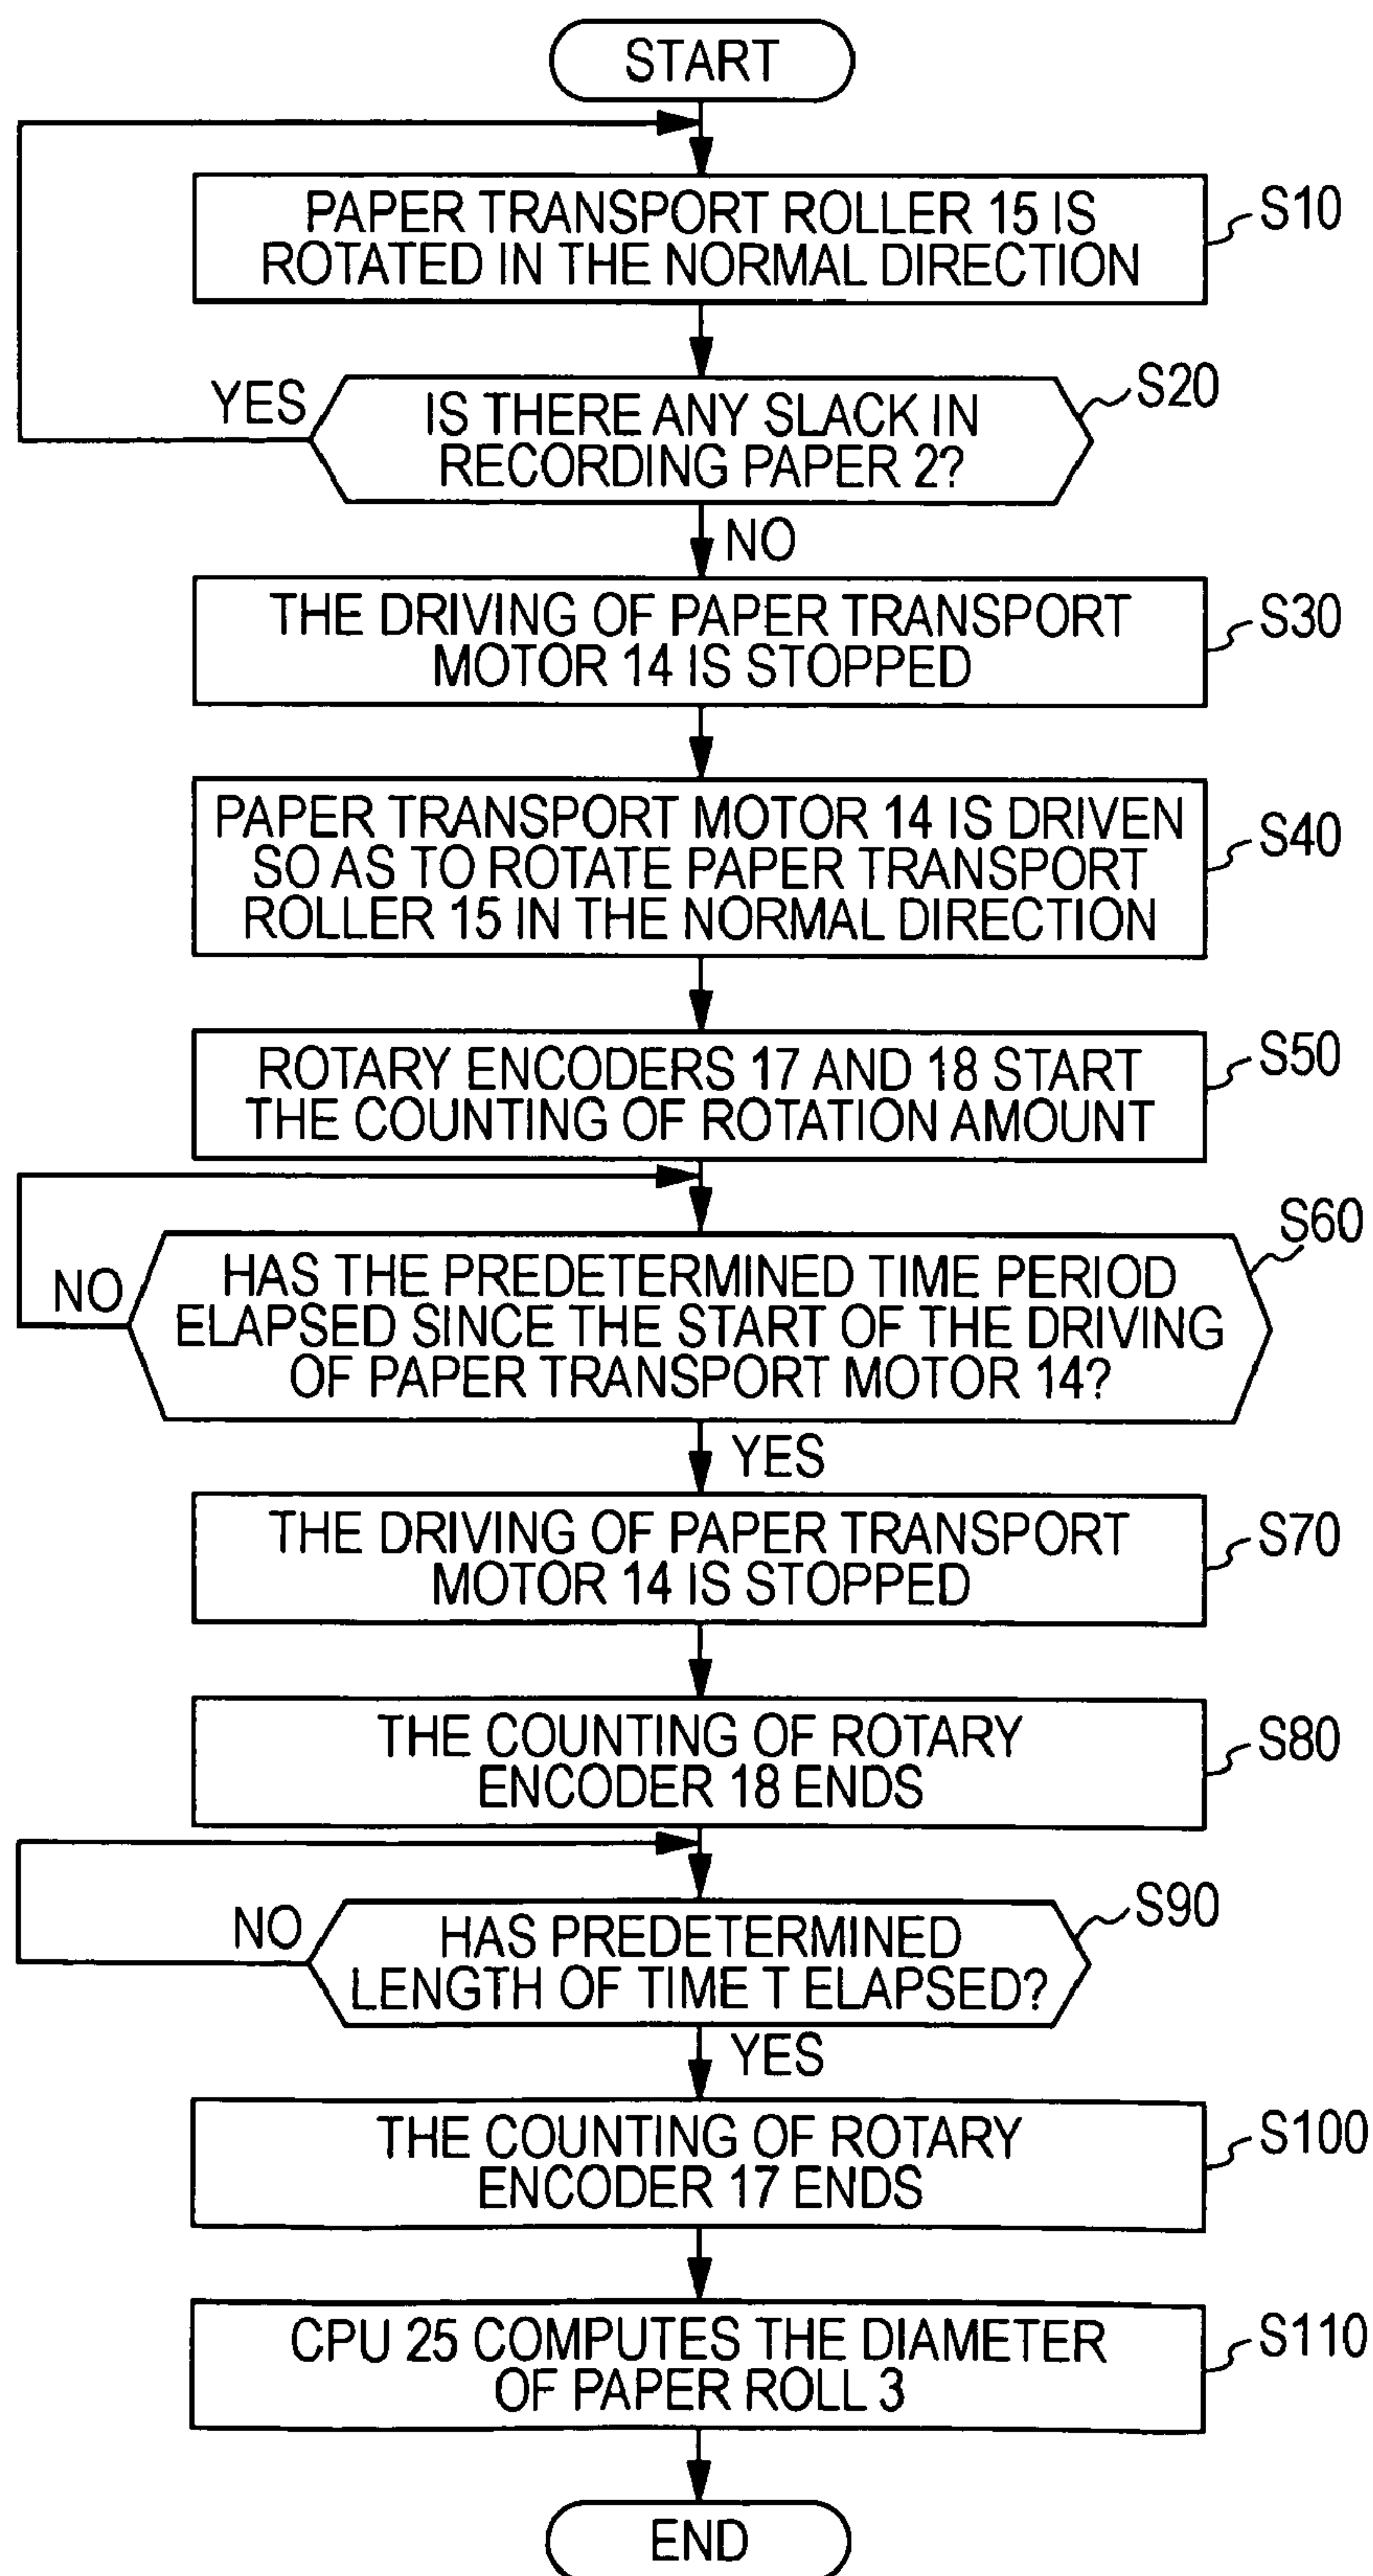 START
PAPER TRANSPORT ROLLER 15 IS
ROTATED IN THE NORMAL DIRECTION
S10
YES
IS THERE ANY SLACK IN
RECORDING PAPER 2?
S20
NO
THE DRIVING OF PAPER TRANSPORT
MOTOR 14 IS STOPPED
S30
PAPER TRANSPORT MOTOR 14 IS DRIVEN
SO AS TO ROTATE PAPER TRANSPORT
ROLLER 15 IN THE NORMAL DIRECTION
S40
ROTARY ENCODERS 17 AND 18 START
THE COUNTING OF ROTATION AMOUNT
S50
NO
HAS THE PREDETERMINED TIME PERIOD
ELAPSED SINCE THE START OF THE DRIVING
OF PAPER TRANSPORT MOTOR 14?
S60
YES
THE DRIVING OF PAPER TRANSPORT
MOTOR 14 IS STOPPED
S70
THE COUNTING OF ROTARY
ENCODER 18 ENDS
S80
NO
HAS PREDETERMINED
LENGTH OF TIME T ELAPSED?
S90
YES
THE COUNTING OF ROTARY
ENCODER 17 ENDS
S100
CPU 25 COMPUTES THE DIAMETER
OF PAPER ROLL 3
S110
END